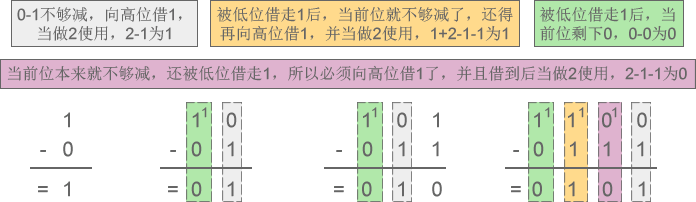 0-1不够减，向高位借1，
当做2使用，2-1为1
被低位借走1后，当前位就不够减了，还得
再向高位借1，并当做2使用，1+2-1-1为1
被低位借走1后，当
前位剩下0，0-0为0
当前位本来就不够减，还被低位借走1，所以必须向高位借1了，并且借到后当做2使用，2-1-1为0
1
- 0
= 1
1¹ 0
- 0 1
= 0 1
1¹ 0 1
- 0 1 1
= 0 1 0
1¹ 1¹ 0¹ 0
- 0 1 1 1
= 0 1 0 1